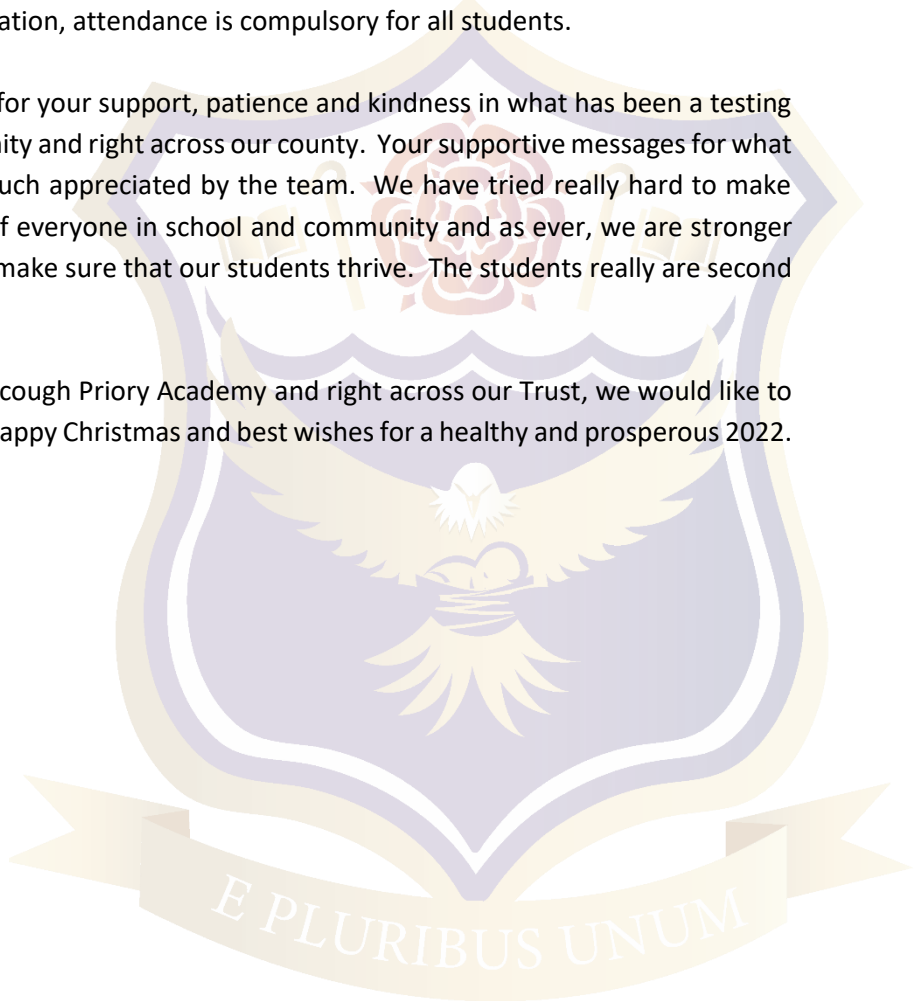 ation, attendance is compulsory for all students.
for your support, patience and kindness in what has been a testing
nity and right across our county. Your supportive messages for what
uch appreciated by the team. We have tried really hard to make
f everyone in school and community and as ever, we are stronger
make sure that our students thrive. The students really are second
cough Priory Academy and right across our Trust, we would like to
appy Christmas and best wishes for a healthy and prosperous 2022.
E PLURIBUS UNUM